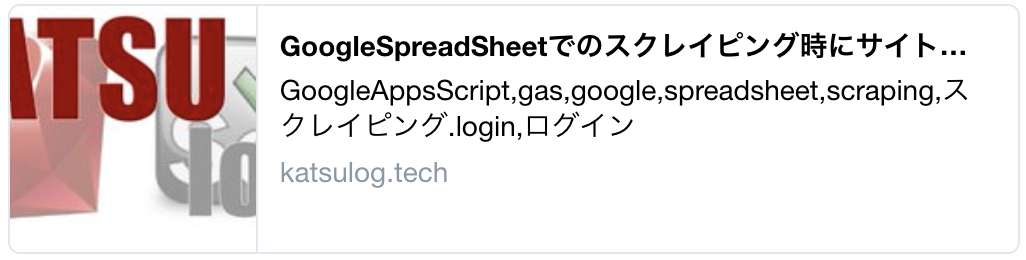 ATSU
lo
GoogleSpreadSheetでのスクレイピング時にサイト...
GoogleAppsScript,gas,google,spreadsheet,scraping,ス
クレイピング.login,ログイン
katsulog.tech